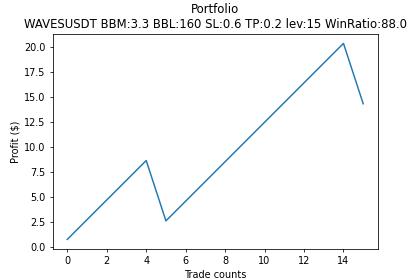 Portfolio
WAVESUSDT BBM:3.3 BBL:160 SL:0.6 TP:0.2 lev:15 WinRatio:88.0
20.0
17.5
15.0
12.5
10.0
7.5
5.0
2.5
0.0
Profit ($)
0 2 4 6 8 10 12 14
Trade counts